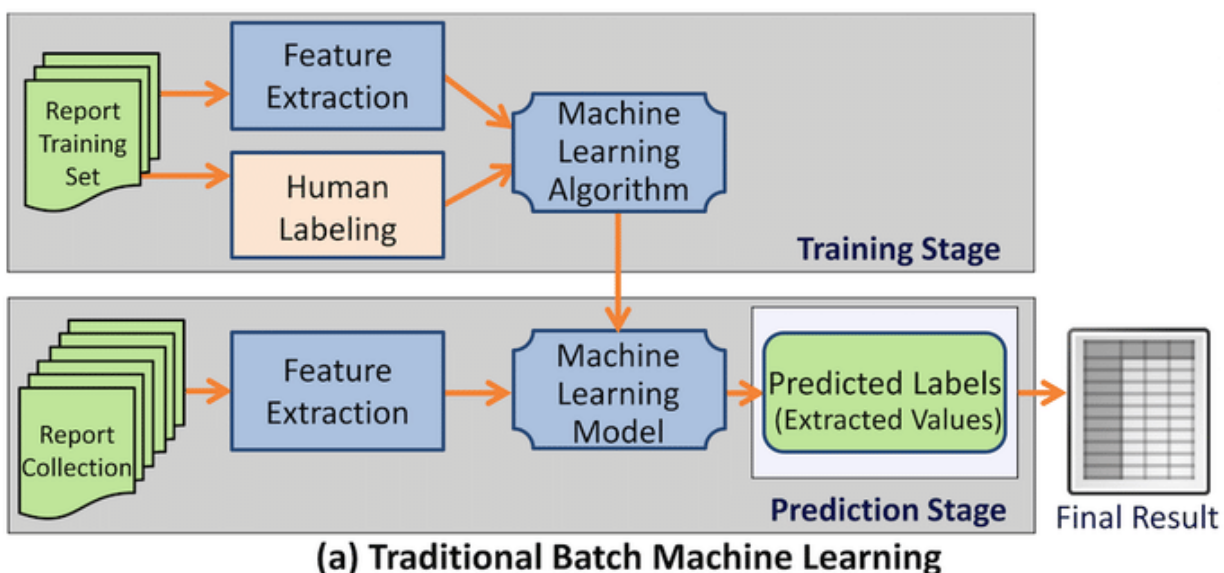 Report
Training
Set
Feature
Extraction
Human
Labeling
Machine
Learning
Algorithm
Training Stage
Report
Collection
Feature
Extraction
Machine
Learning
Model
Predicted Labels
(Extracted Values)
Prediction Stage
Final Result
(a) Traditional Batch Machine Learning